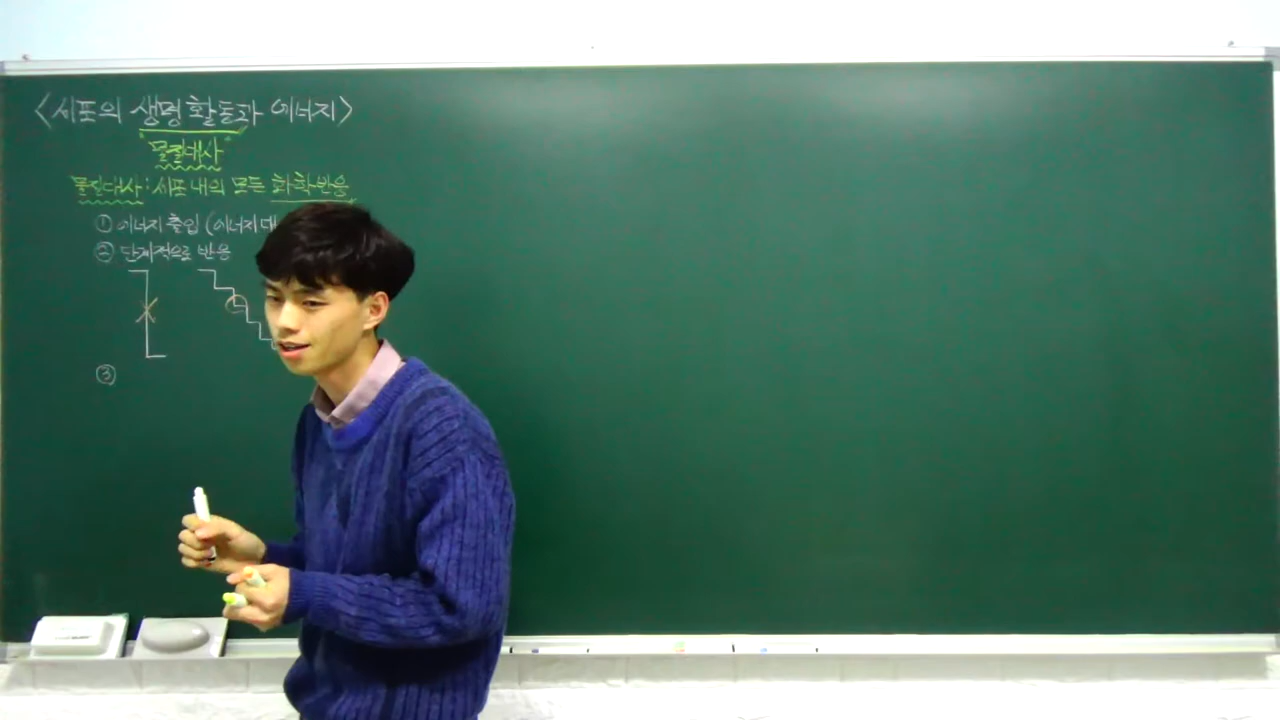 <세포의 생명활동과 에너지>
"물질대사"
물질대사 : 세포 내의 모든 화학반응
① 에너지 출입 (에너지대
② 단계적으로 반응
③